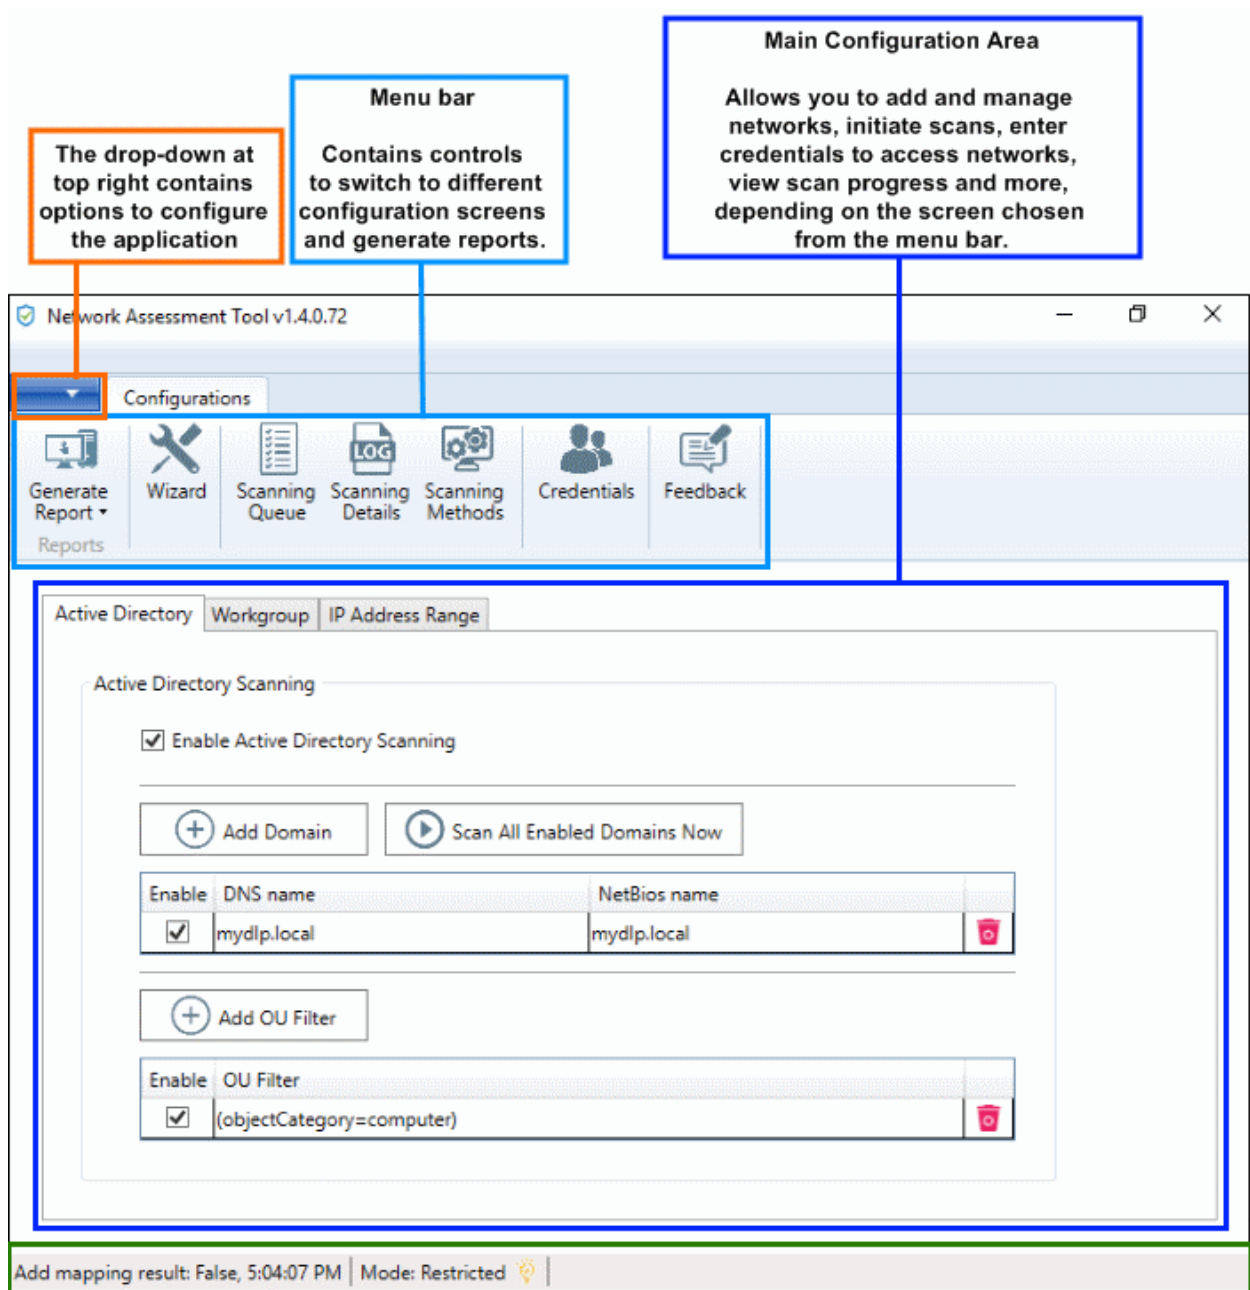 Main Configuration Area
Allows you to add and manage
networks, initiate scans, enter
credentials to access networks,
view scan progress and more,
depending on the screen chosen
from the menu bar.
Menu bar
Contains controls
to switch to different
configuration screens
and generate reports.
The drop-down at
top right contains
options to configure
the application
Network Assessment Tool v1.4.0.72
Configurations
Generate
Report
Wizard
Scanning
Queue
LOG
Scanning
Details
Scanning
Methods
Credentials
Feedback
Reports
Active Directory
Workgroup
IP Address Range
Active Directory Scanning
Enable Active Directory Scanning
Add Domain
Scan All Enabled Domains Now
Enable DNS name NetBios name
mydlp.local mydlp.local
Add OU Filter
Enable OU Filter
(objectCategory=computer)
Add mapping result: False, 5:04:07 PM Mode: Restricted